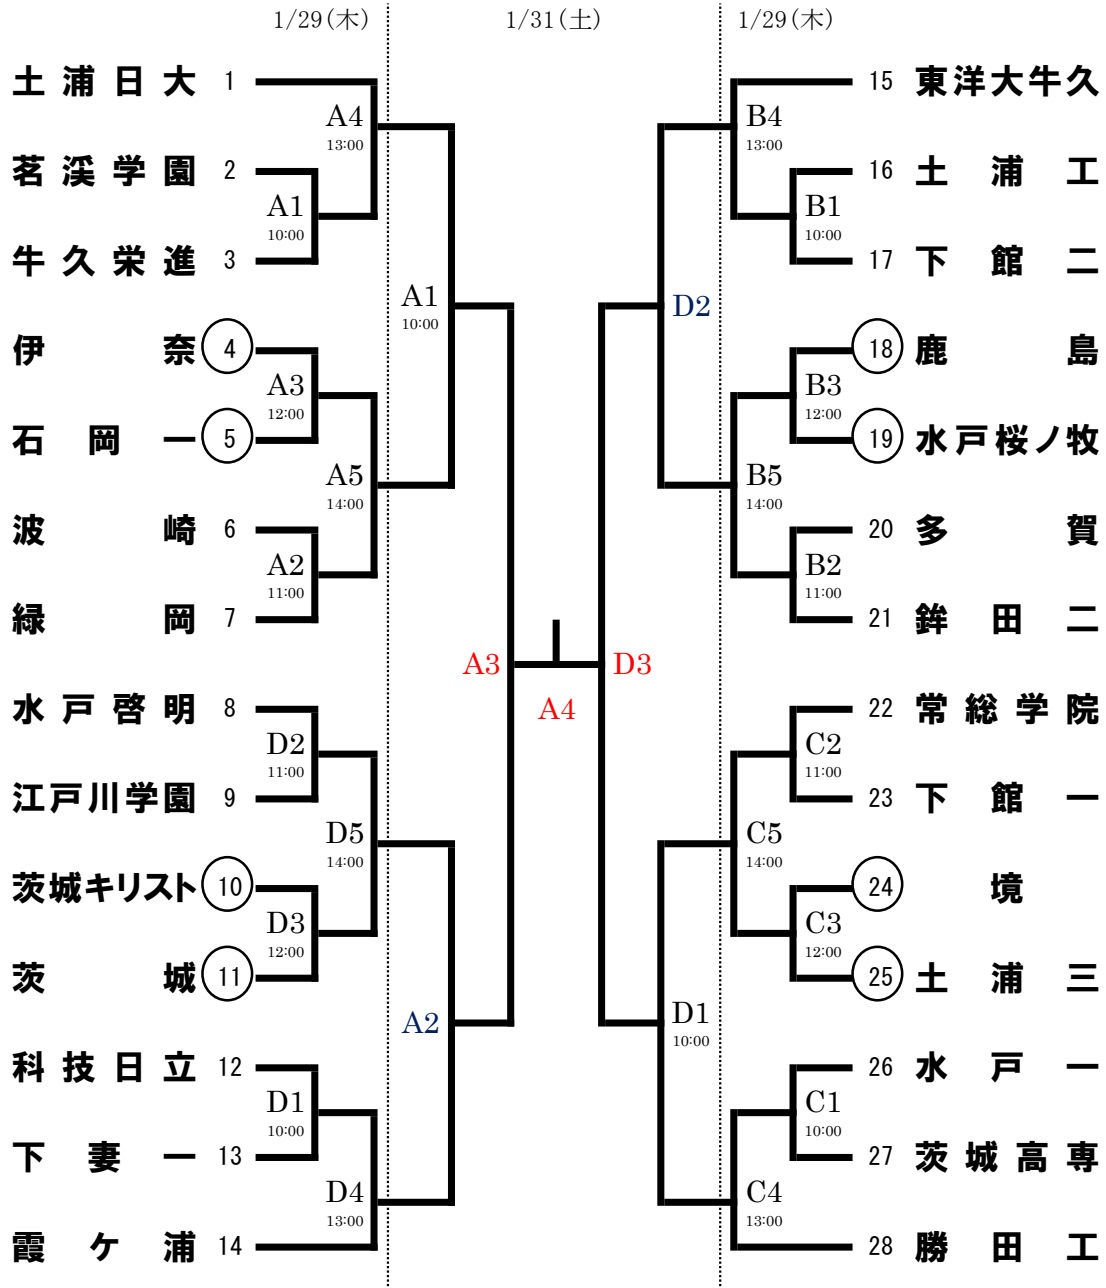 1/29(木) 1/31(土) 1/29(木)
土浦日大 1 15 東洋大牛久
A4 B4
13:00 13:00
茗溪学園 2 16 土浦工
A1 B1
10:00 10:00
牛久栄進 3 17 下館二
A1 D2
10:00
伊奈 4 18 鹿島
A3 B3
12:00 12:00
石岡一 5 19 水戸桜ノ牧
A5 B5
14:00 14:00
波崎 6 20 多賀
A2 B2
11:00 11:00
緑岡 7 21 鉾田二
A3 D3
A4
水戸啓明 8 22 常総学院
D2 C2
11:00 11:00
江戸川学園 9 23 下館一
D5 C5
14:00 14:00
茨城キリスト 10 24 境
D3 C3
12:00 12:00
茨城 11 25 土浦三
A2 D1
10:00
科技日立 12 26 水戸一
D1 C1
10:00 10:00
下妻一 13 27 茨城高専
D4 C4
13:00 13:00
霞ケ浦 14 28 勝田工